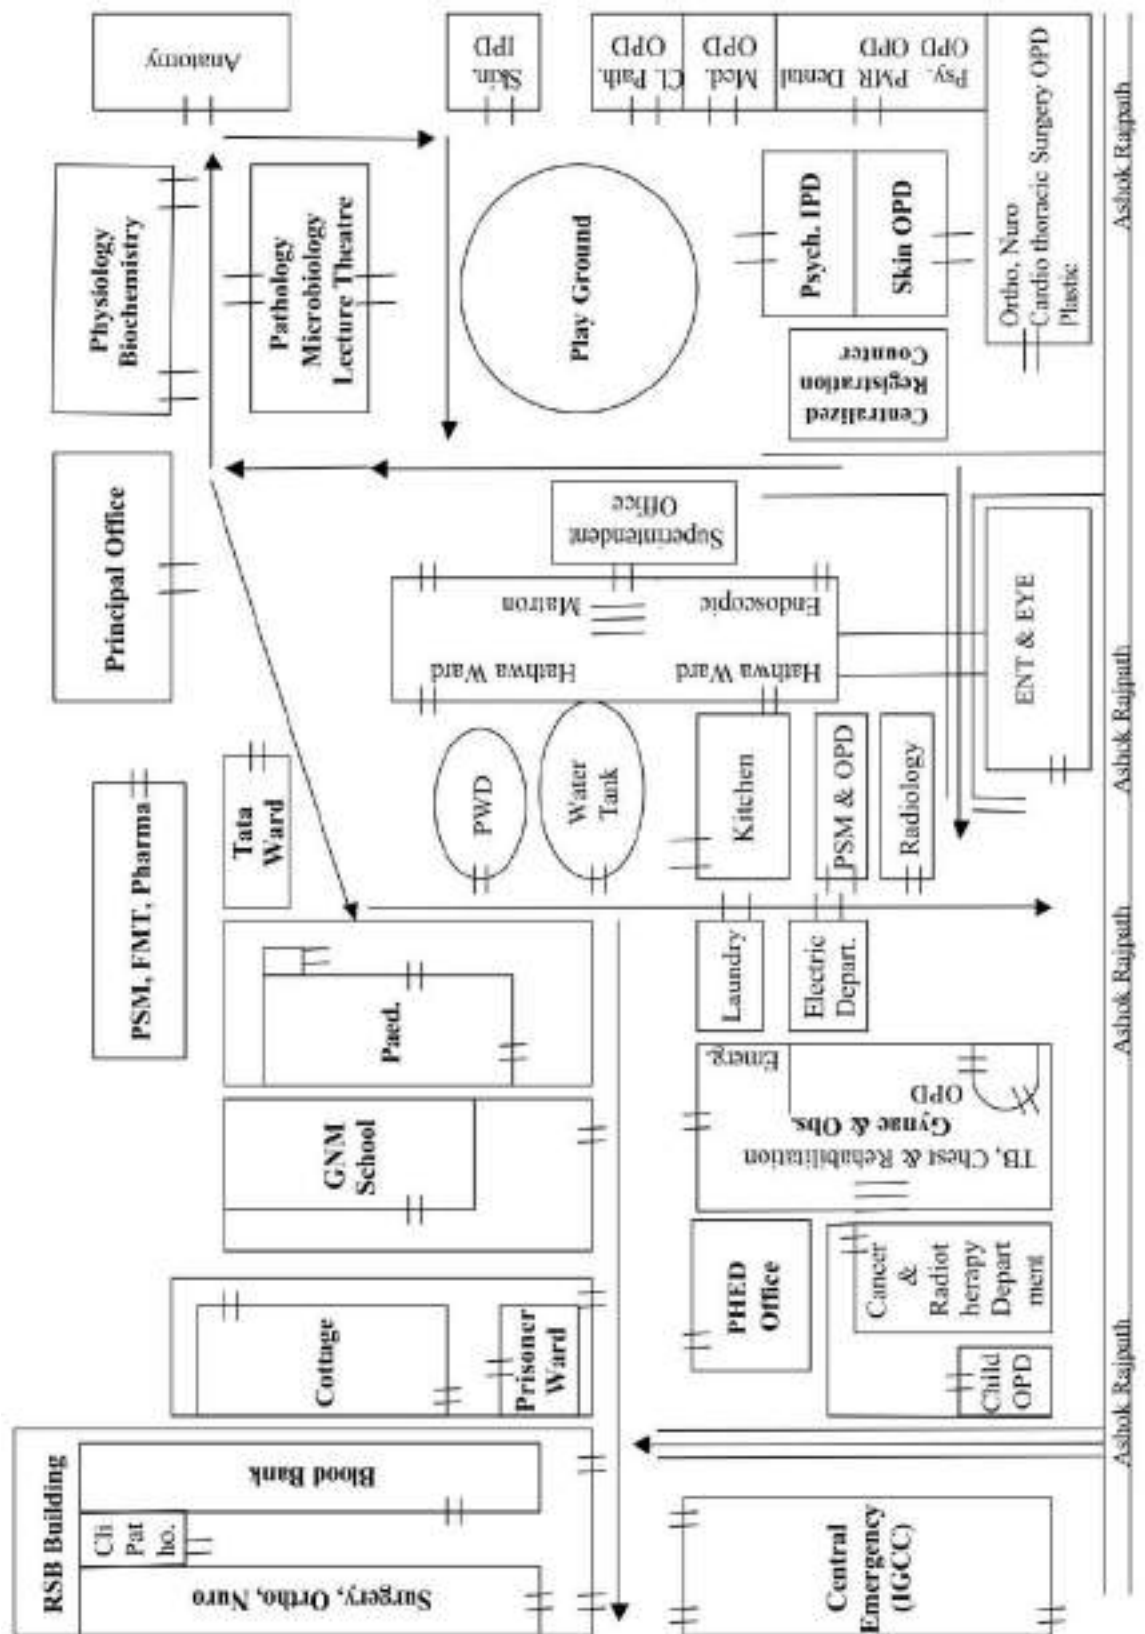 RSB Building
Surgery, Ortho, Nuro
Cli
Pat
ho.
Blood Bank
Cottage
Prisoner
Ward
GNM
School
Paed.
PSM, FMT, Pharma
Tata
Ward
Principal Office
Physiology
Biochemistry
Anatomy
Pathology
Microbiology
Lecture Theatre
Skin.
IPD
Play Ground
Cl. Path.
OPD
Med.
OPD
Dental
PMR
OPD
Psy.
OPD
Psych. IPD
Skin OPD
Centralized
Registration
Counter
Ortho, Nuro
Cardio thoracic Surgery OPD
Plastic
Superintendent
Office
Matron
Endoscopic
Hathwa Ward
Hathwa Ward
PWD
Water
Tank
Kitchen
PSM & OPD
Radiology
ENT & EYE
Laundry
Electric
Depart.
Emerg.
OPD
Gynae & Obs.
TB, Chest & Rehabilitation
PHED
Office
Cancer
&
Radiot
herapy
Depart
ment
Child
OPD
Central
Emergency
(IGCC)
Ashok Rajpath
Ashok Rajpath
Ashok Rajpath
Ashok Rajpath